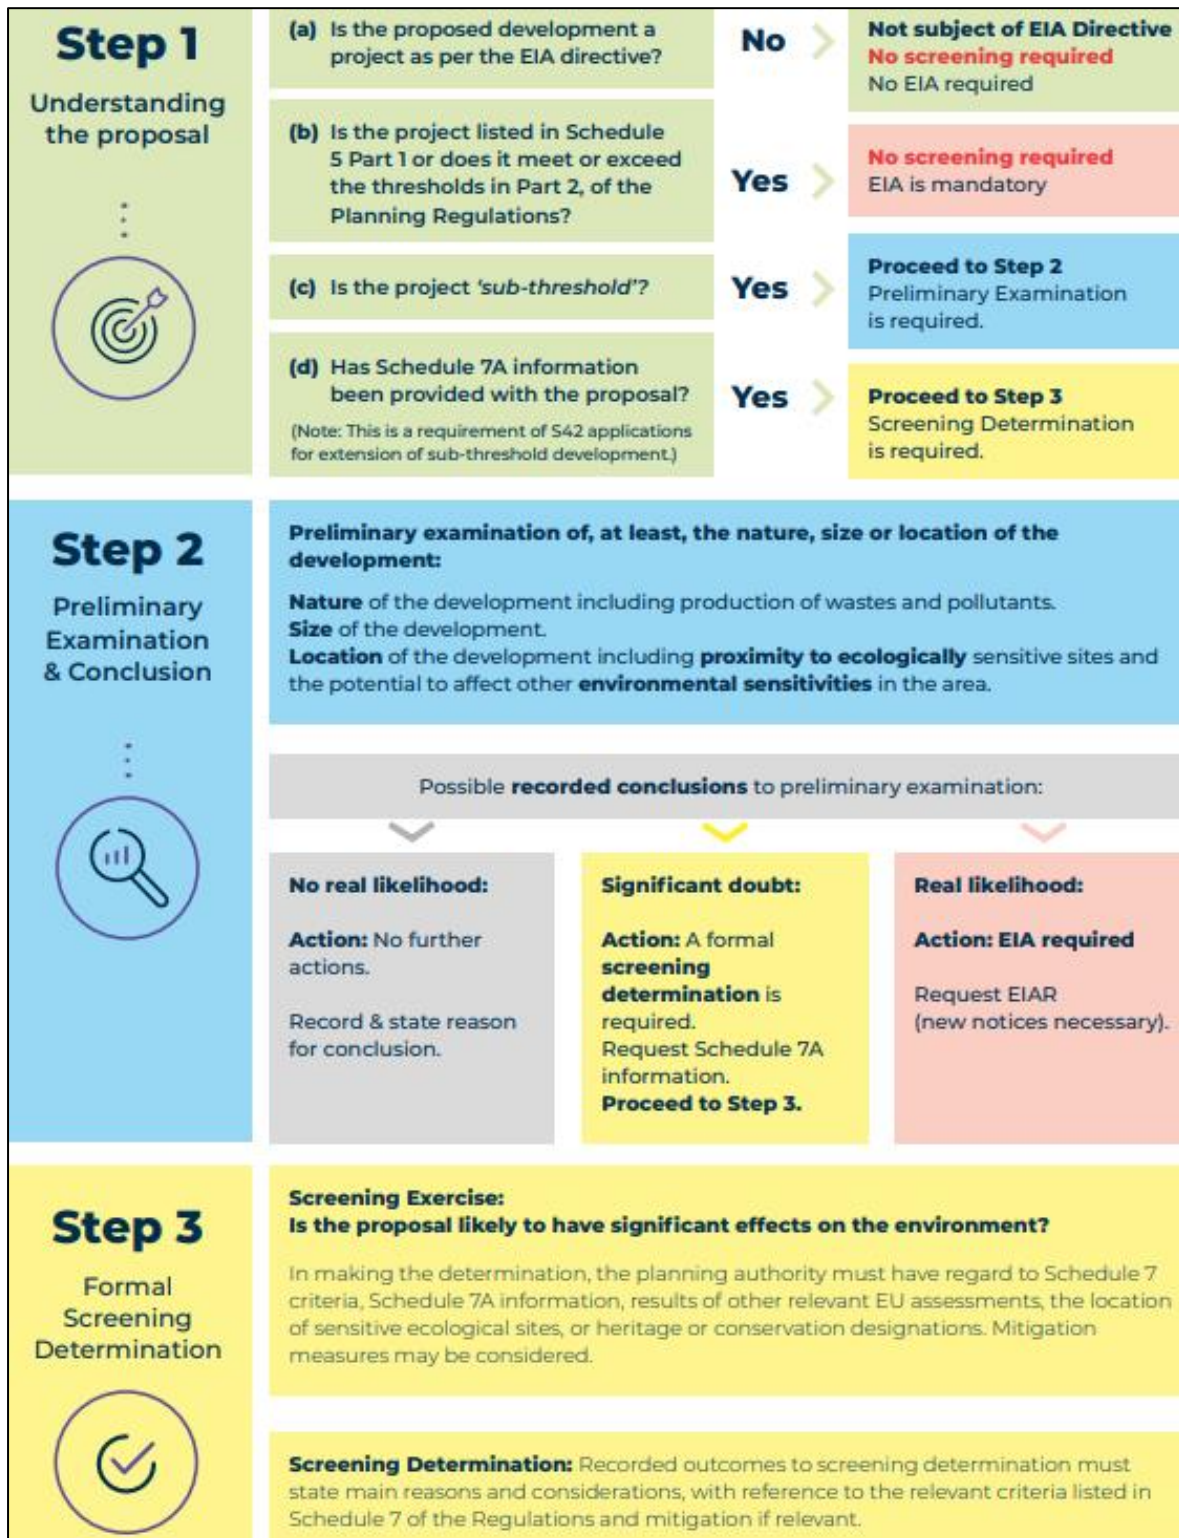 Step 1
Understanding
the proposal
(a) Is the proposed development a
project as per the EIA directive?
No
Not subject of EIA Directive
No screening required
No EIA required
(b) Is the project listed in Schedule
5 Part 1 or does it meet or exceed
the thresholds in Part 2, of the
Planning Regulations?
Yes
No screening required
EIA is mandatory
(c) Is the project ‘sub-threshold’?
Yes
Proceed to Step 2
Preliminary Examination
is required.
(d) Has Schedule 7A information
been provided with the proposal?
(Note: This is a requirement of S42 applications
for extension of sub-threshold development.)
Yes
Proceed to Step 3
Screening Determination
is required.
Step 2
Preliminary
Examination
& Conclusion
Preliminary examination of, at least, the nature, size or location of the
development:
Nature of the development including production of wastes and pollutants.
Size of the development.
Location of the development including proximity to ecologically sensitive sites and
the potential to affect other environmental sensitivities in the area.
Possible recorded conclusions to preliminary examination:
No real likelihood:
Action: No further
actions.
Record & state reason
for conclusion.
Significant doubt:
Action: A formal
screening
determination is
required.
Request Schedule 7A
information.
Proceed to Step 3.
Real likelihood:
Action: EIA required
Request EIAR
(new notices necessary).
Step 3
Formal
Screening
Determination
Screening Exercise:
Is the proposal likely to have significant effects on the environment?
In making the determination, the planning authority must have regard to Schedule 7
criteria, Schedule 7A information, results of other relevant EU assessments, the location
of sensitive ecological sites, or heritage or conservation designations. Mitigation
measures may be considered.
Screening Determination: Recorded outcomes to screening determination must
state main reasons and considerations, with reference to the relevant criteria listed in
Schedule 7 of the Regulations and mitigation if relevant.